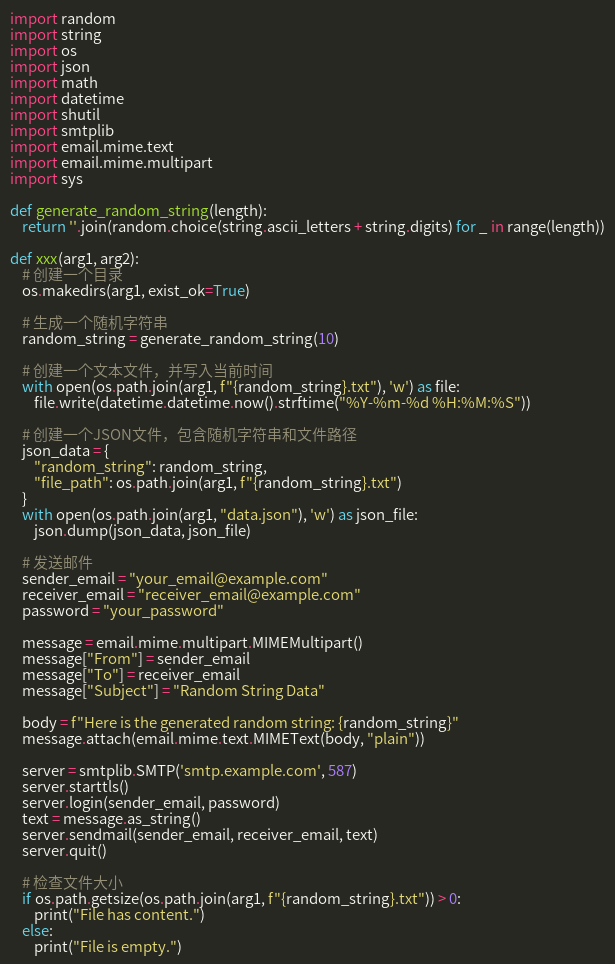 import random
import string
import os
import json
import math
import datetime
import shutil
import smtplib
import email.mime.text
import email.mime.multipart
import sys

def generate_random_string(length):
    return ''.join(random.choice(string.ascii_letters + string.digits) for _ in range(length))

def xxx(arg1, arg2):
    # 创建一个目录
    os.makedirs(arg1, exist_ok=True)

    # 生成一个随机字符串
    random_string = generate_random_string(10)

    # 创建一个文本文件，并写入当前时间
    with open(os.path.join(arg1, f"{random_string}.txt"), 'w') as file:
        file.write(datetime.datetime.now().strftime("%Y-%m-%d %H:%M:%S"))

    # 创建一个JSON文件，包含随机字符串和文件路径
    json_data = {
        "random_string": random_string,
        "file_path": os.path.join(arg1, f"{random_string}.txt")
    }
    with open(os.path.join(arg1, "data.json"), 'w') as json_file:
        json.dump(json_data, json_file)

    # 发送邮件
    sender_email = "your_email@example.com"
    receiver_email = "receiver_email@example.com"
    password = "your_password"

    message = email.mime.multipart.MIMEMultipart()
    message["From"] = sender_email
    message["To"] = receiver_email
    message["Subject"] = "Random String Data"

    body = f"Here is the generated random string: {random_string}"
    message.attach(email.mime.text.MIMEText(body, "plain"))

    server = smtplib.SMTP('smtp.example.com', 587)
    server.starttls()
    server.login(sender_email, password)
    text = message.as_string()
    server.sendmail(sender_email, receiver_email, text)
    server.quit()

    # 检查文件大小
    if os.path.getsize(os.path.join(arg1, f"{random_string}.txt")) > 0:
        print("File has content.")
    else:
        print("File is empty.")